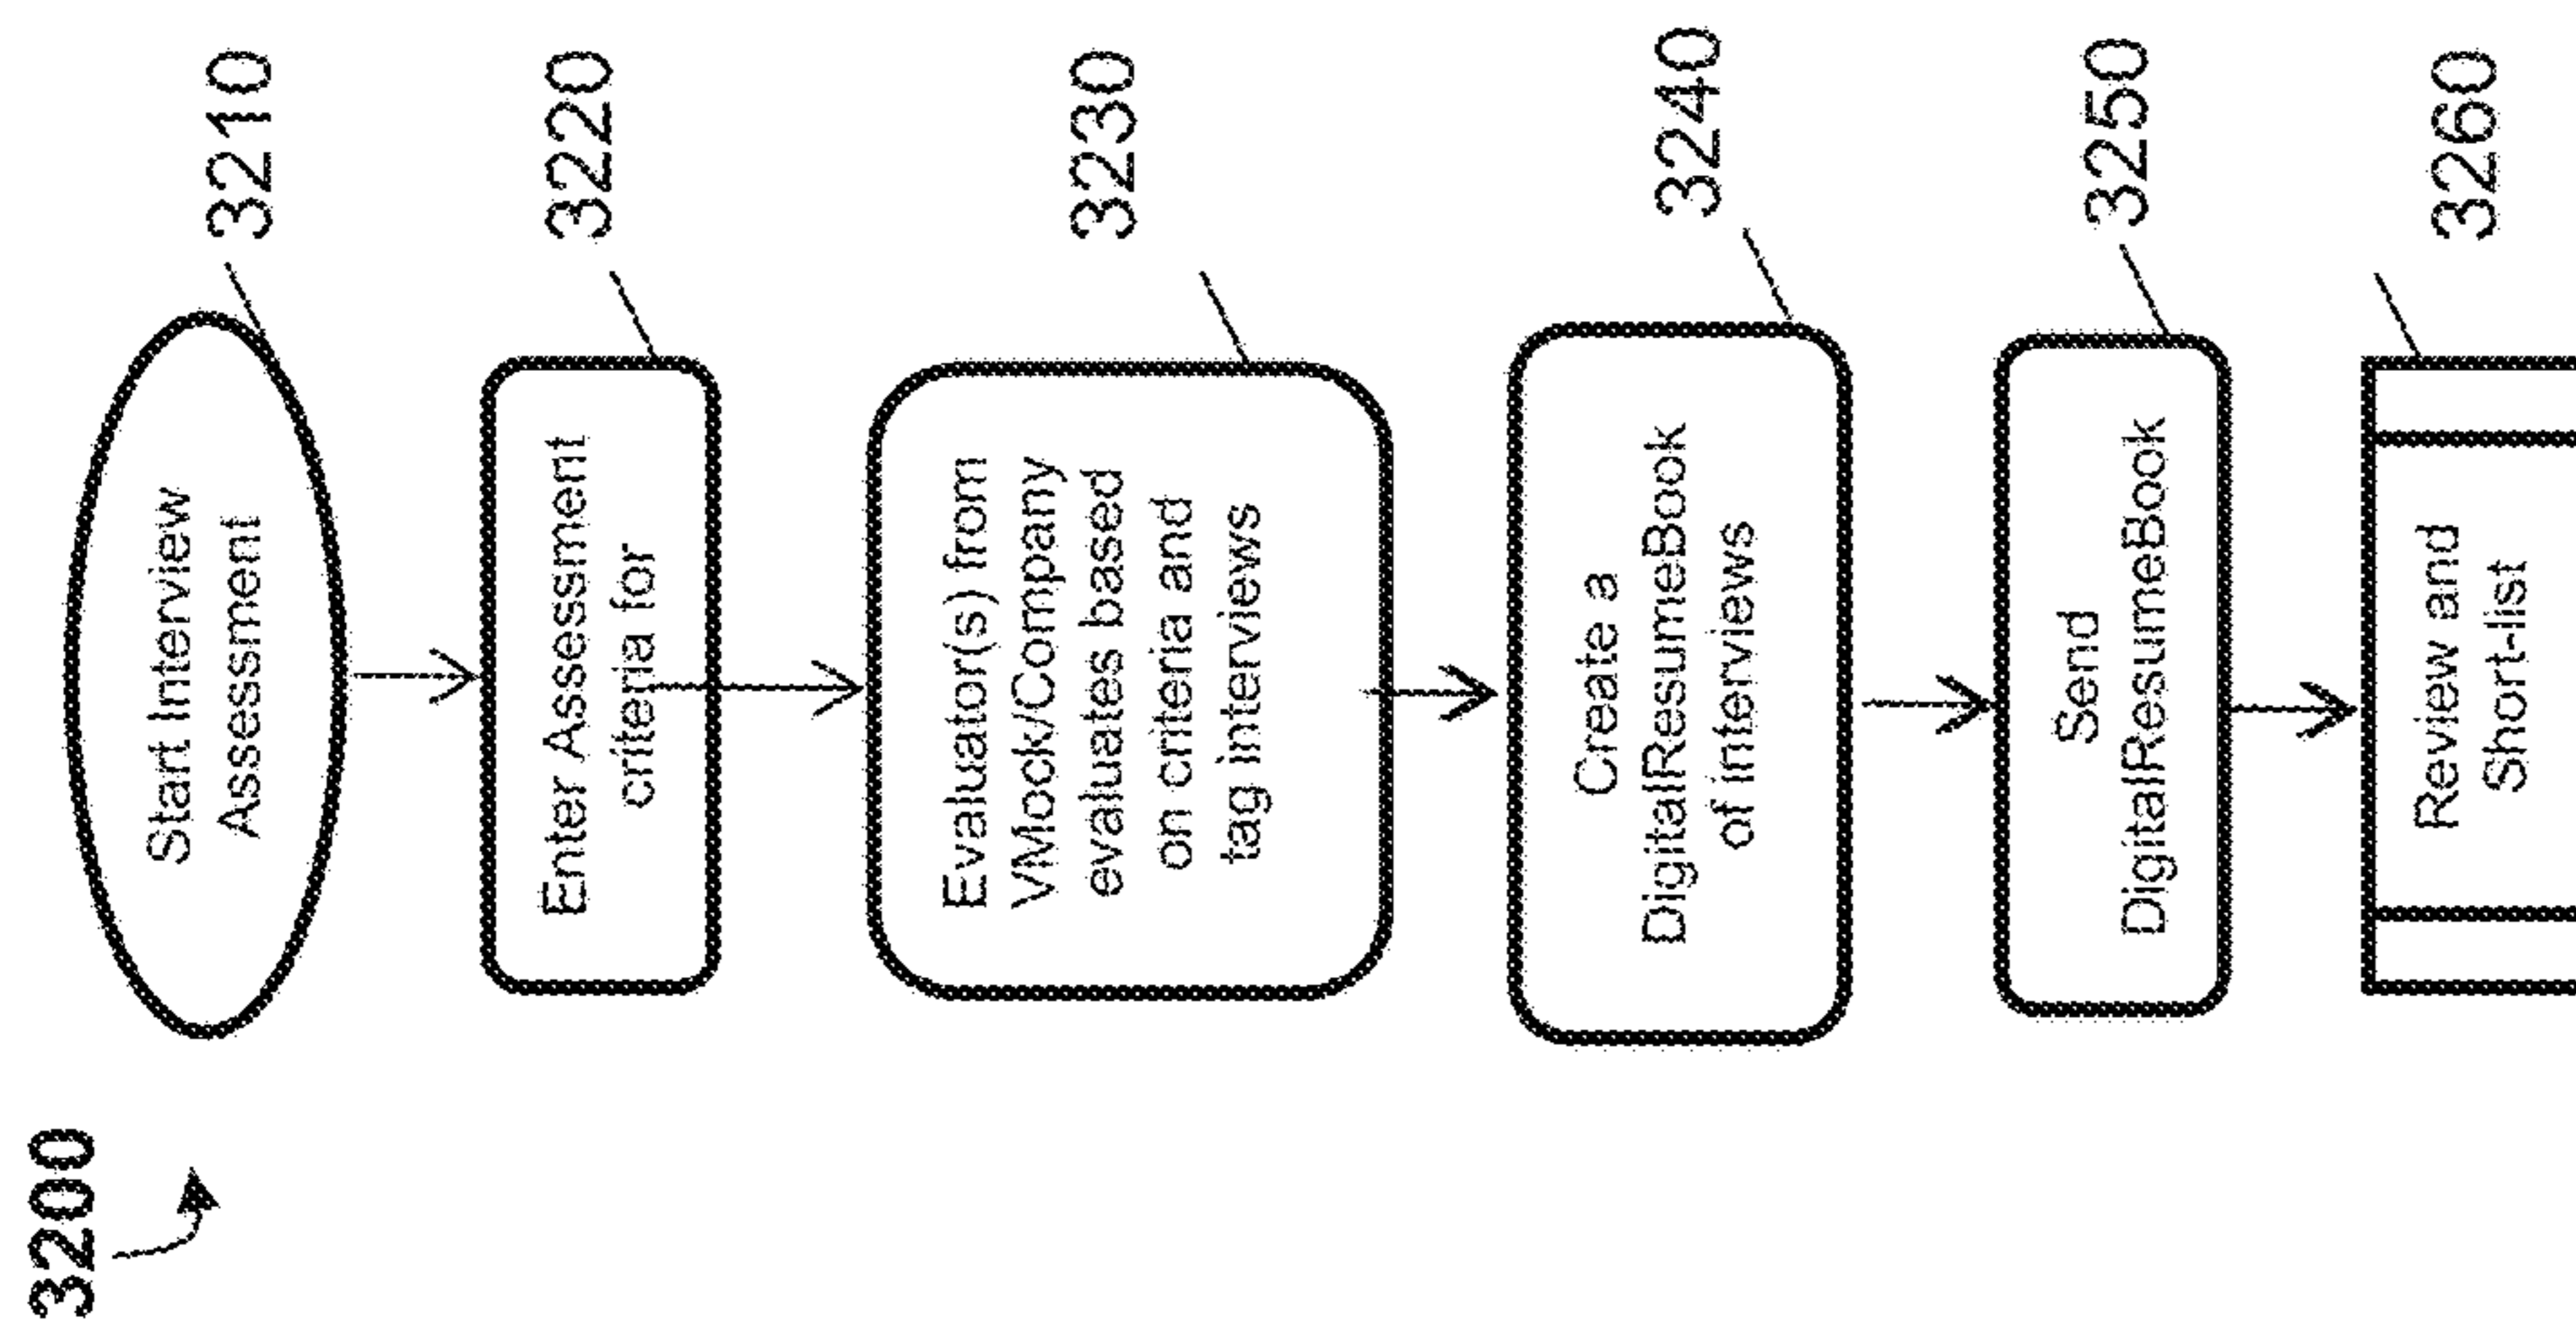 3200
Start Interview
Assessment
3210
Enter Assessment
criteria for
3220
Evaluator(s) from
VMock/Company
evaluates based
on criteria and
tag interviews
3230
Create a
DigitalResumeBook
of interviews
3240
Send
DigitalResumeBook
3250
Review and
Short-list
3260